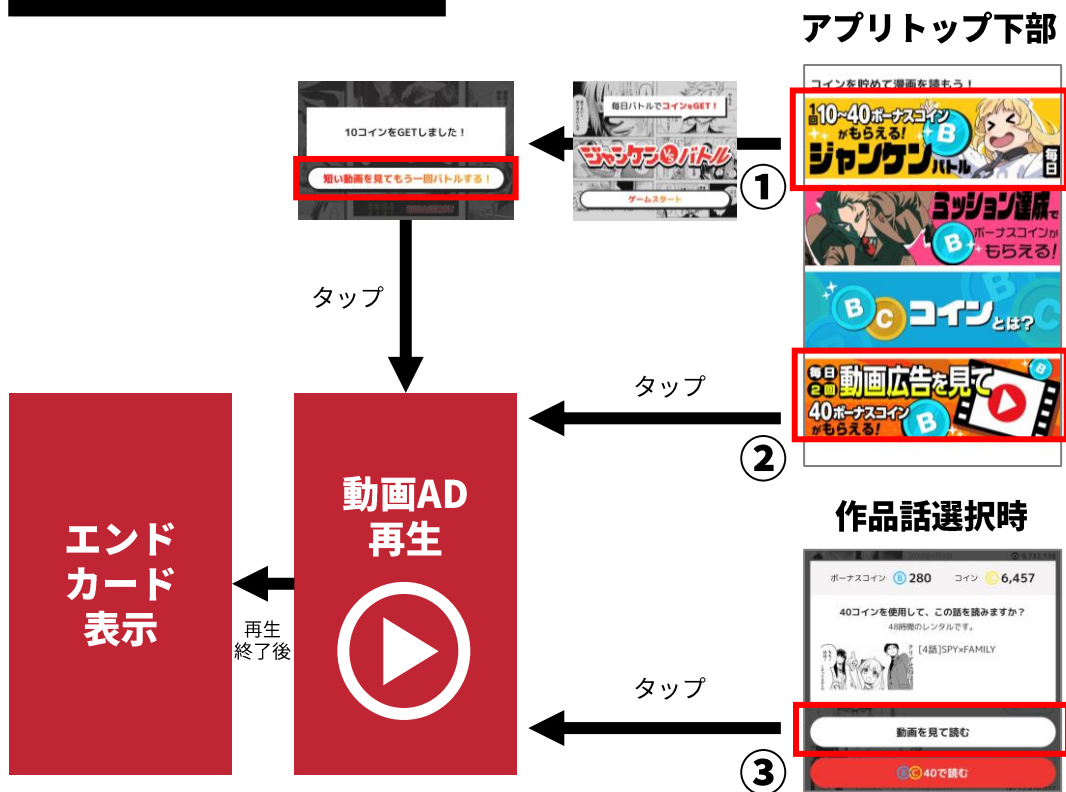 アプリトップ下部
コインを貯めて漫画を読もう！
1回10~40ボーナスコイン
がもらえる!
ジャンケンバトル
毎日
B
①
毎日バトルでコインをGET！
ジャンケンVSバトル
ゲームスタート
10コインをGETしました！
短い動画を見てもう一回バトルする！
ミッション達成で
ボーナスコインが
もらえる!
B
B C コインとは?
毎日2回動画広告を見て
40ボーナスコイン
がもらえる!
B
タップ
タップ
②
動画AD
再生
エンド
カード
表示
再生
終了後
作品話選択時
ボーナスコイン B 280 コイン C 6,457
40コインを使用して、この話を読みますか？
48時間のレンタルです。
[4話]SPY×FAMILY
動画を見て読む
BC40で読む
タップ
③